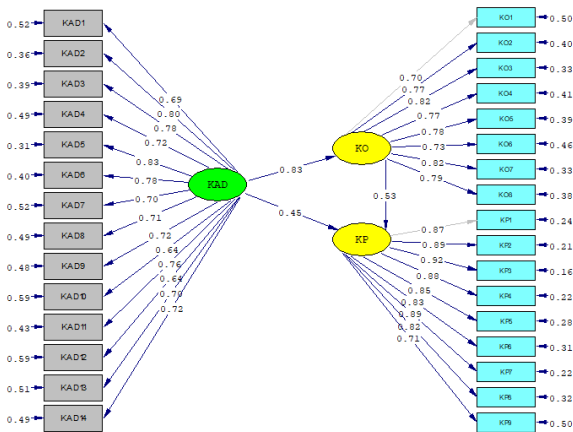 0.52 KAD1
0.36 KAD2
0.39 KAD3
0.49 KAD4
0.31 KAD5
0.40 KAD6
0.52 KAD7
0.49 KAD8
0.48 KAD9
0.59 KAD10
0.43 KAD11
0.59 KAD12
0.51 KAD13
0.49 KAD14
0.69
0.80
0.78
0.72
0.83
0.78
0.70
0.71
0.72
0.64
0.76
0.64
0.70
0.72
KAD
0.83
0.45
KO
0.53
KP
0.70
0.77
0.82
0.77
0.78
0.73
0.82
0.79
0.87
0.89
0.92
0.88
0.85
0.83
0.89
0.82
0.71
KO1 0.50
KO2 0.40
KO3 0.33
KO4 0.41
KO5 0.39
KO6 0.46
KO7 0.33
KO8 0.38
KP1 0.24
KP2 0.21
KP3 0.16
KP4 0.22
KP5 0.28
KP6 0.31
KP7 0.22
KP8 0.32
KP9 0.50